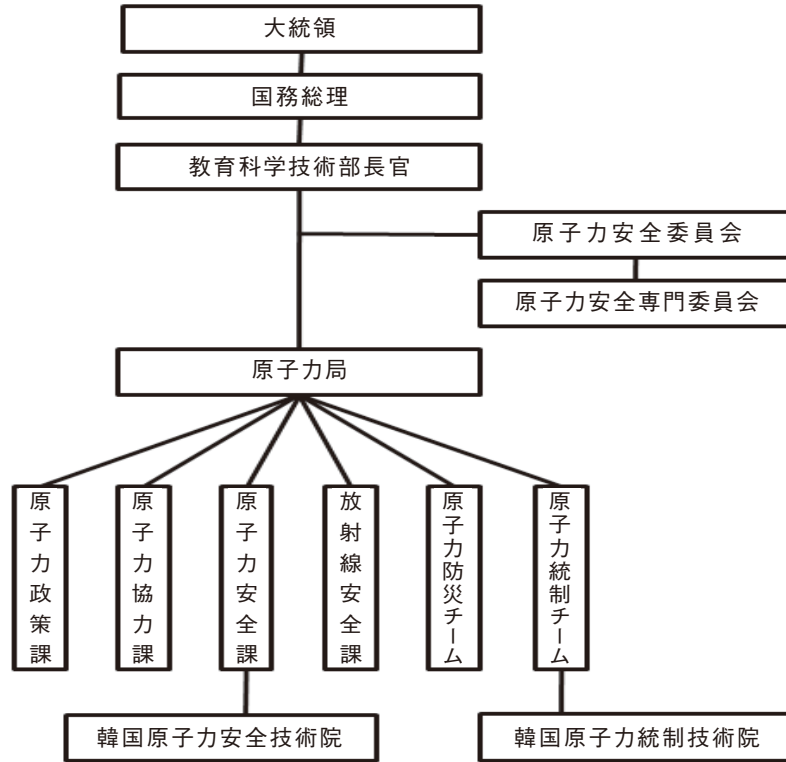 大統領
国務総理
教育科学技術部長官
原子力安全委員会
原子力安全専門委員会
原子力局
原子力政策課
原子力協力課
原子力安全課
放射線安全課
原子力防災チーム
原子力統制チーム
韓国原子力安全技術院
韓国原子力統制技術院